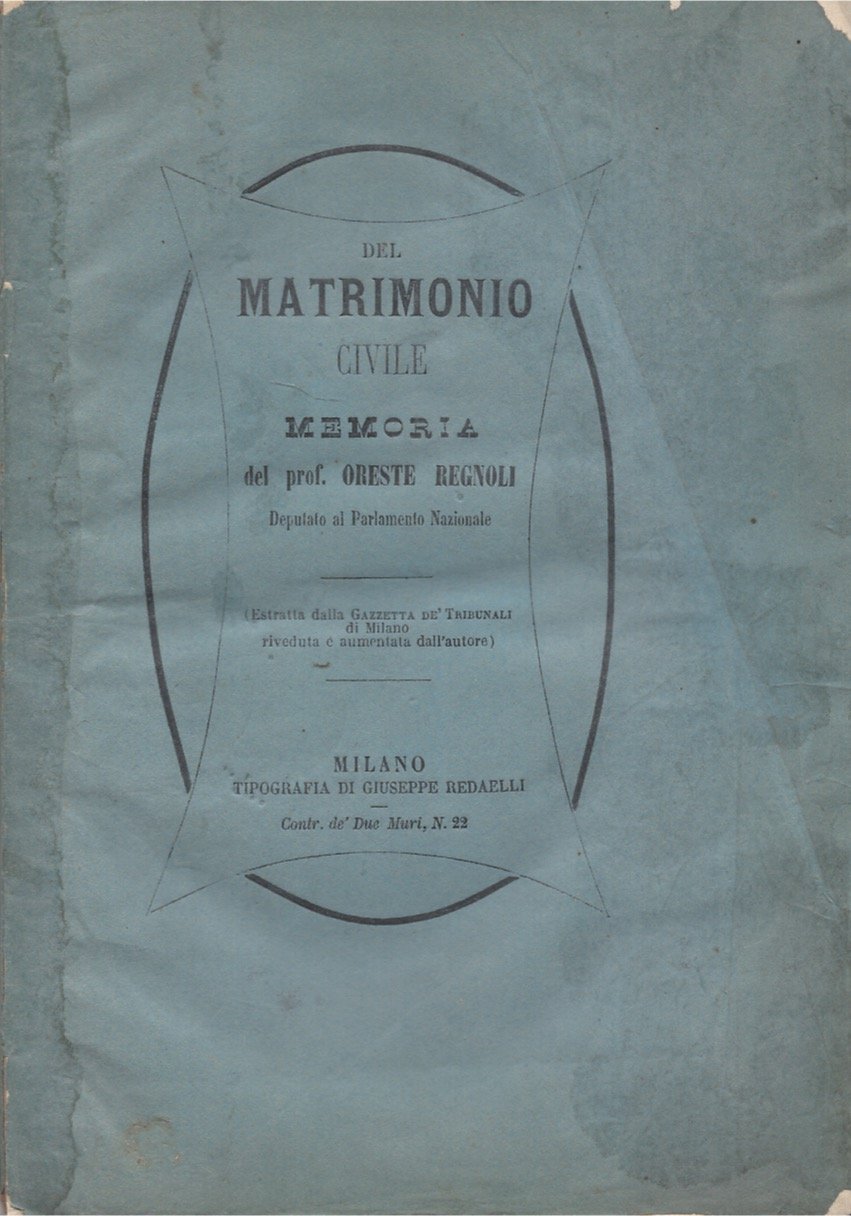 DEL
MATRIMONIO
CIVILE
MEMORIA
del prof. ORESTE REGNOLI
Deputato al Parlamento Nazionale
(Estratta dalla GAZZETTA DE' TRIBUNALI
di Milano
riveduta e aumentata dall'autore)
MILANO
TIPOGRAFIA DI GIUSEPPE REDAELLI
Contr. de' Due Muri, N. 22